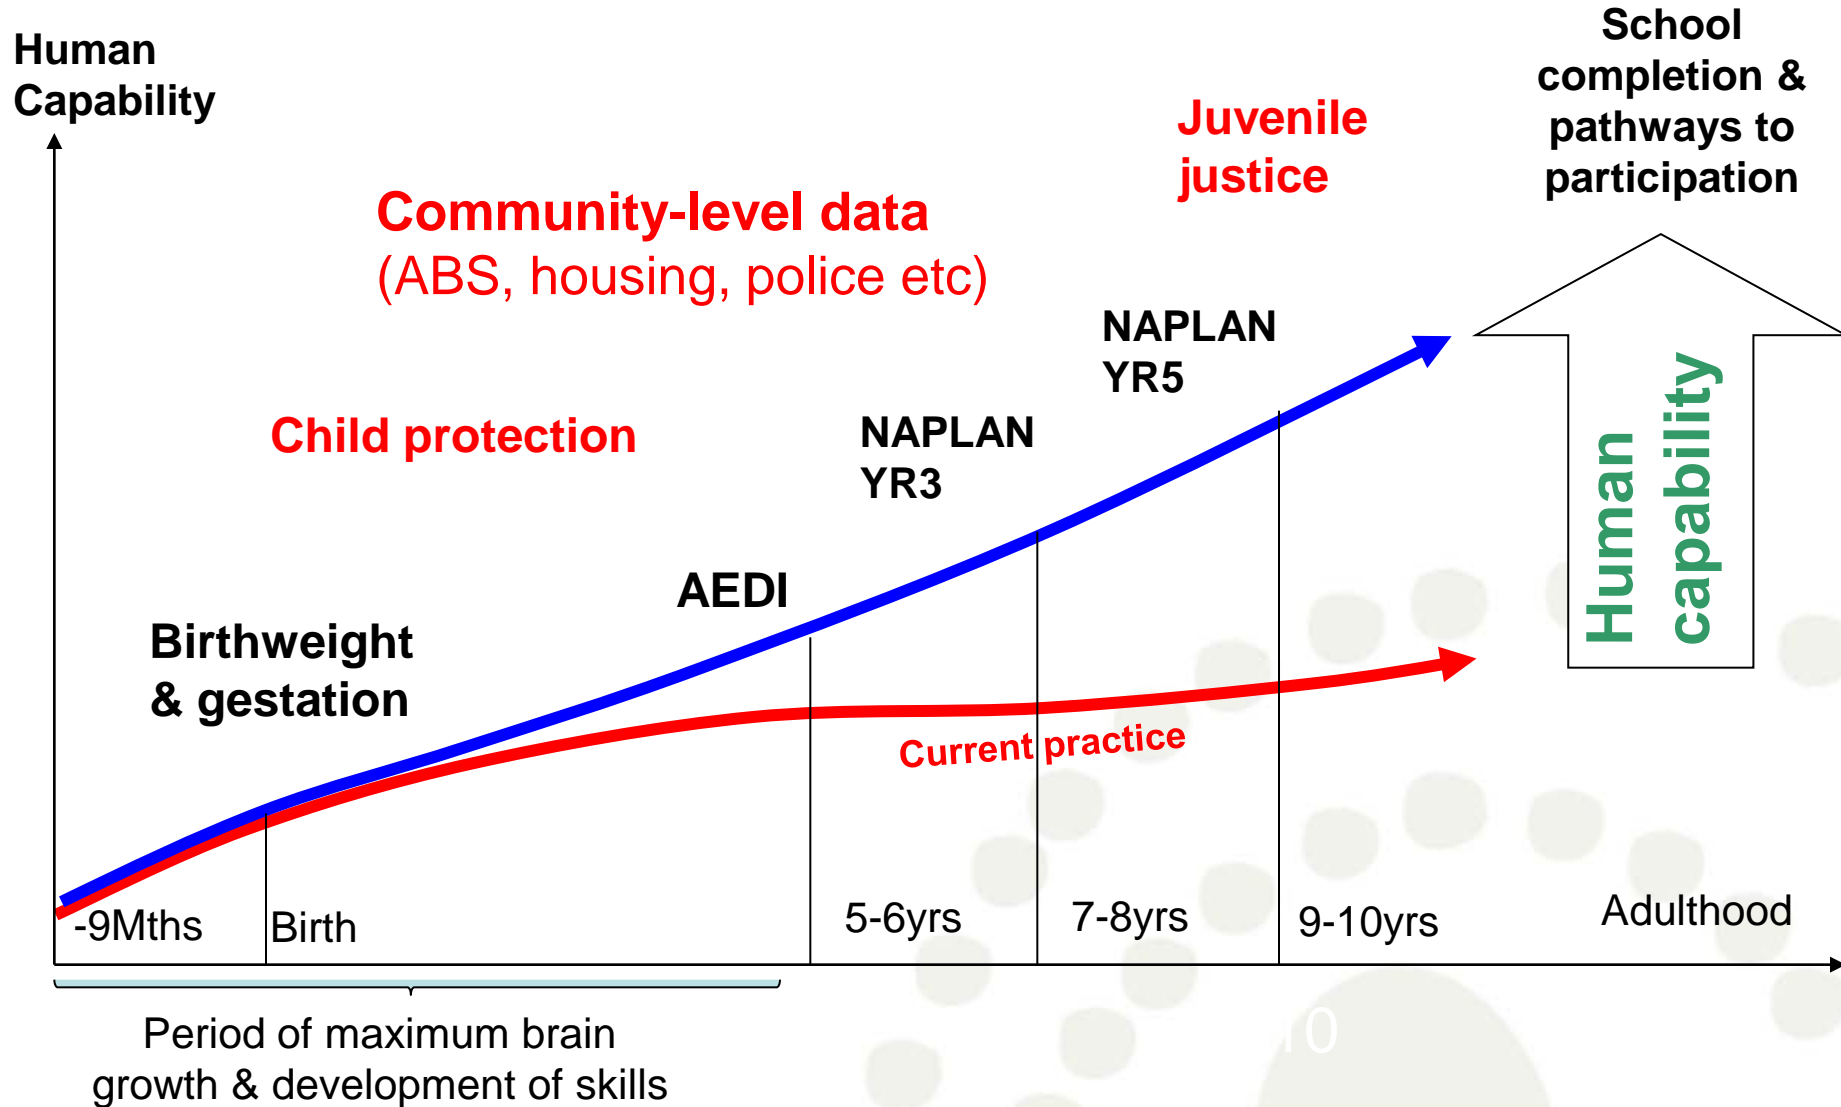 Human
Capability
School
completion &
pathways to
participation
Juvenile
justice
Community-level data
(ABS, housing, police etc)
NAPLAN
YR5
Child protection
NAPLAN
YR3
Human
capability
AEDI
Birthweight
& gestation
Current practice
-9Mths
Birth
5-6yrs
7-8yrs
9-10yrs
Adulthood
Period of maximum brain
growth & development of skills